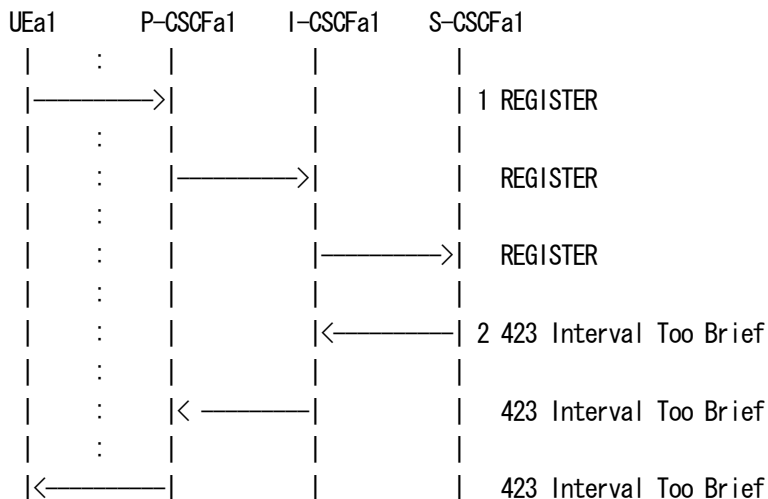 UEa1 P-CSCFa1 I-CSCFa1 S-CSCFa1
1 REGISTER
REGISTER
REGISTER
2 423 Interval Too Brief
423 Interval Too Brief
423 Interval Too Brief